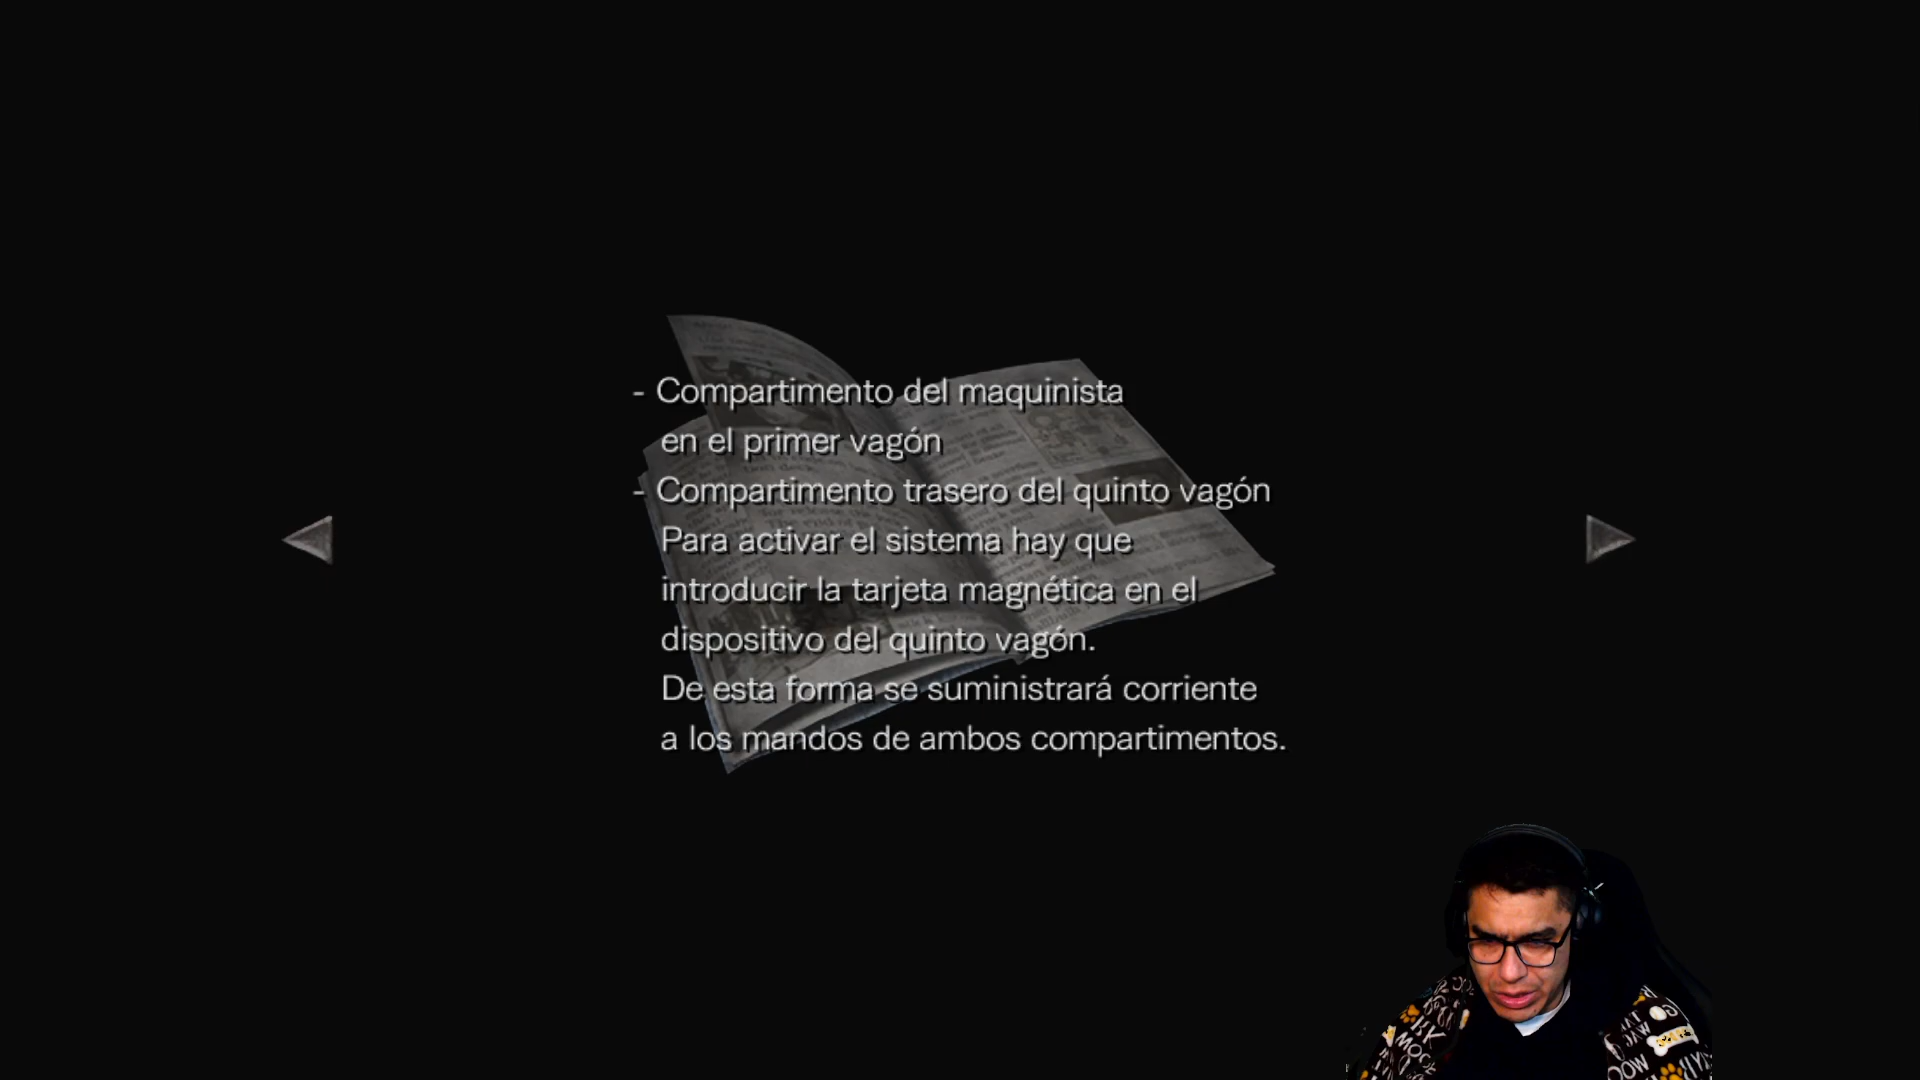 - Compartimento del maquinista
en el primer vagón
- Compartimento trasero del quinto vagón
Para activar el sistema hay que
introducir la tarjeta magnética en el
dispositivo del quinto vagón.
De esta forma se suministrará corriente
a los mandos de ambos compartimentos.